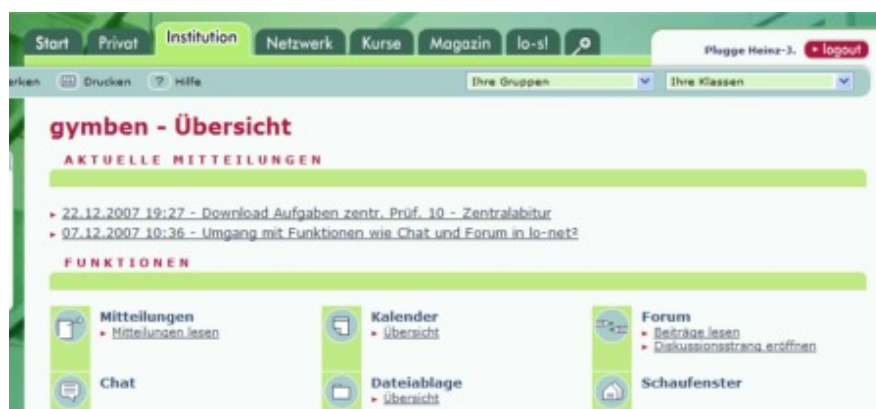 Start Privat Institution Netzwerk Kurse Magazin lo-s! Plugge Heinz-J. logout
erken Drucken ? Hilfe Ihre Gruppen Ihre Klassen
gymben - Übersicht
AKTUELLE MITTEILUNGEN
22.12.2007 19:27 - Download Aufgaben zentr. Prüf. 10 - Zentralabitur
07.12.2007 10:36 - Umgang mit Funktionen wie Chat und Forum in lo-net²
FUNKTIONEN
Mitteilungen Kalender Forum
Mitteilungen lesen Übersicht Beiträge lesen
Diskussionsstrang eröffnen
Chat Dateiablage Schaufenster
Übersicht